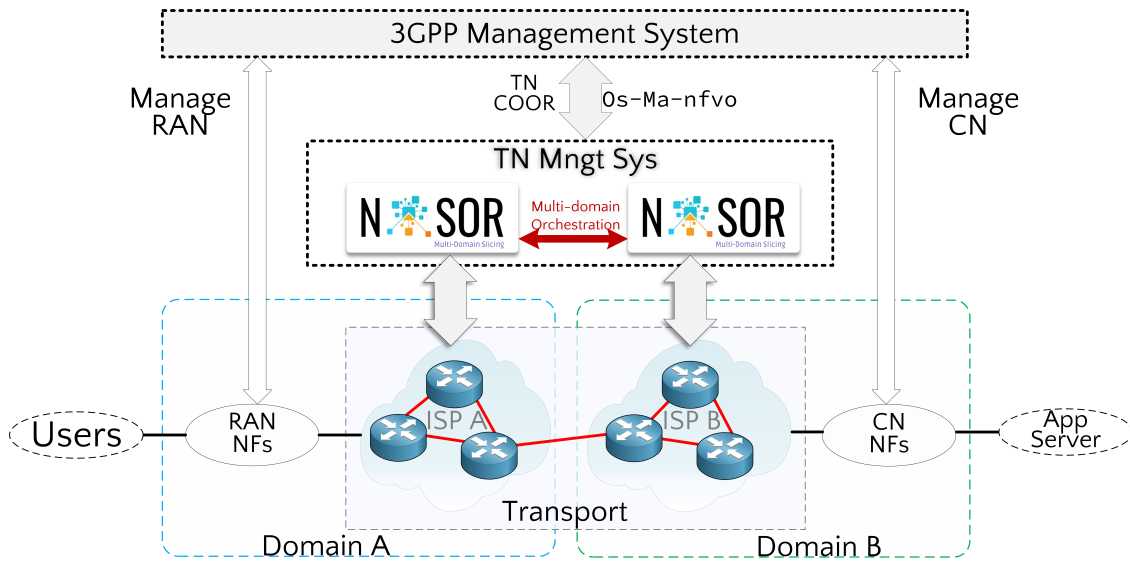 3GPP Management System
Manage
RAN
TN
COOR
Os-Ma-nfvo
Manage
CN
TN Mngt Sys
N SOR
Multi-Domain Slicing
Multi-domain
Orchestration
N SOR
Multi-Domain Slicing
Users
RAN
NFs
ISP A
ISP B
CN
NFs
App
Server
Transport
Domain A
Domain B